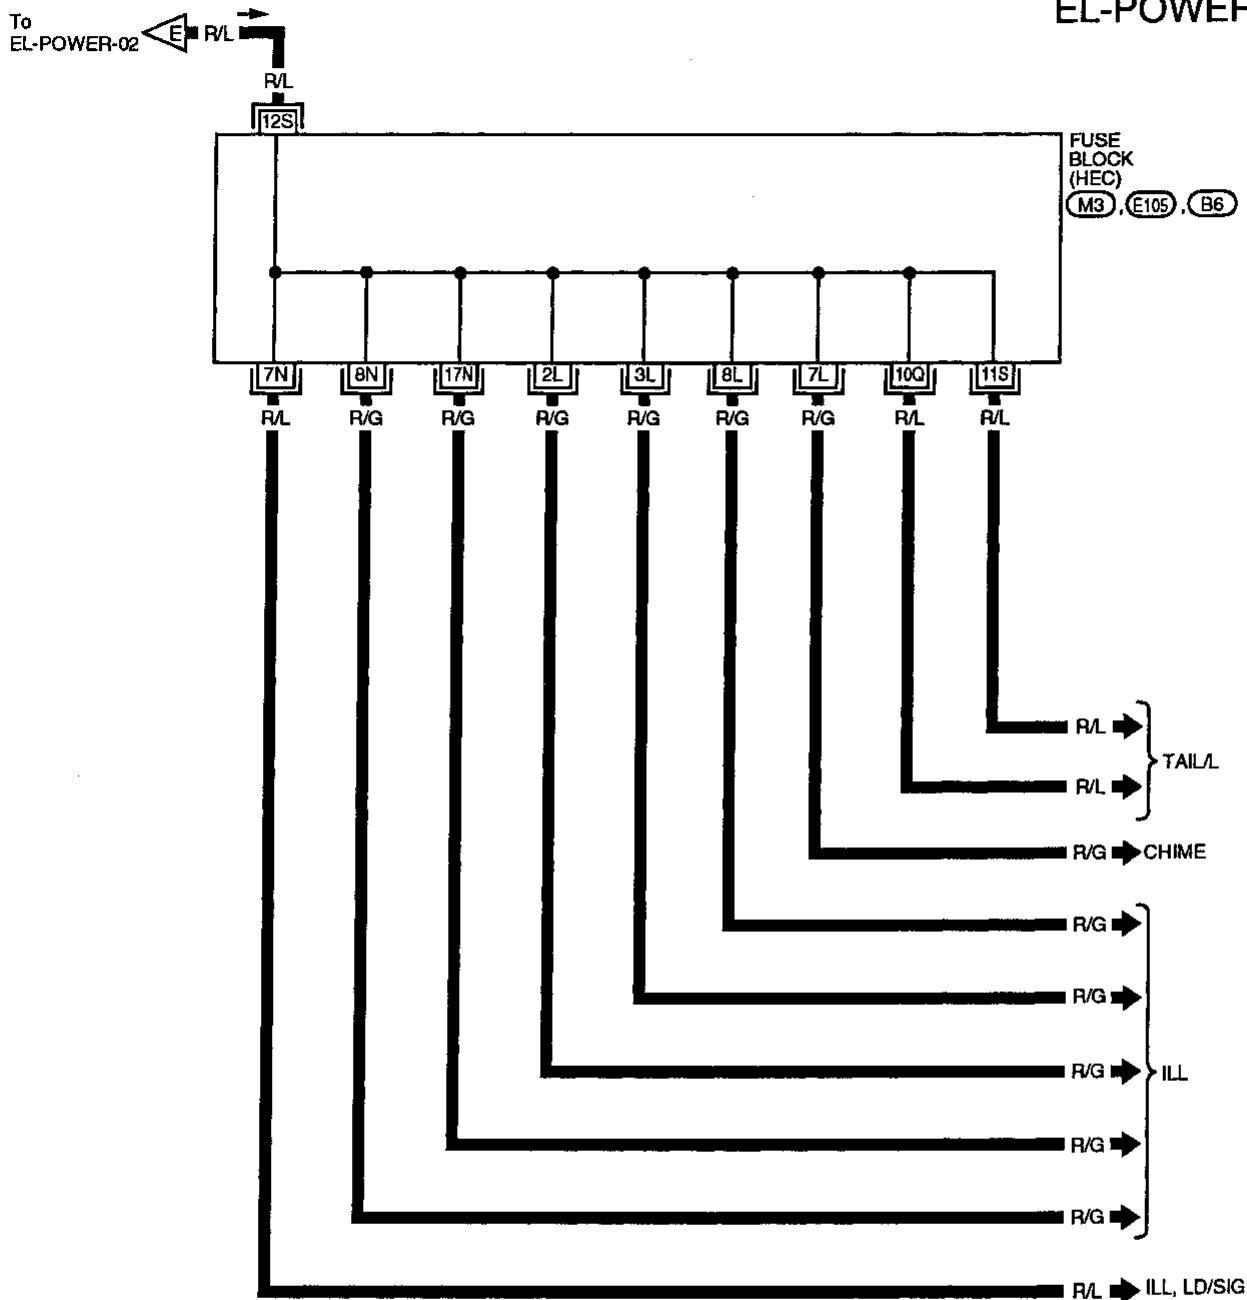 EL-POWER
To
EL-POWER-02
E
R/L
R/L
12S
FUSE
BLOCK
(HEC)
M3 , E105 , B6
7N 8N 17N 2L 3L 8L 7L 10Q 11S
R/L R/G R/G R/G R/G R/G R/G R/L R/L
R/L
TAIL/L
R/L
R/G CHIME
R/G
R/G
R/G ILL
R/G
R/G
R/L ILL, LD/SIG